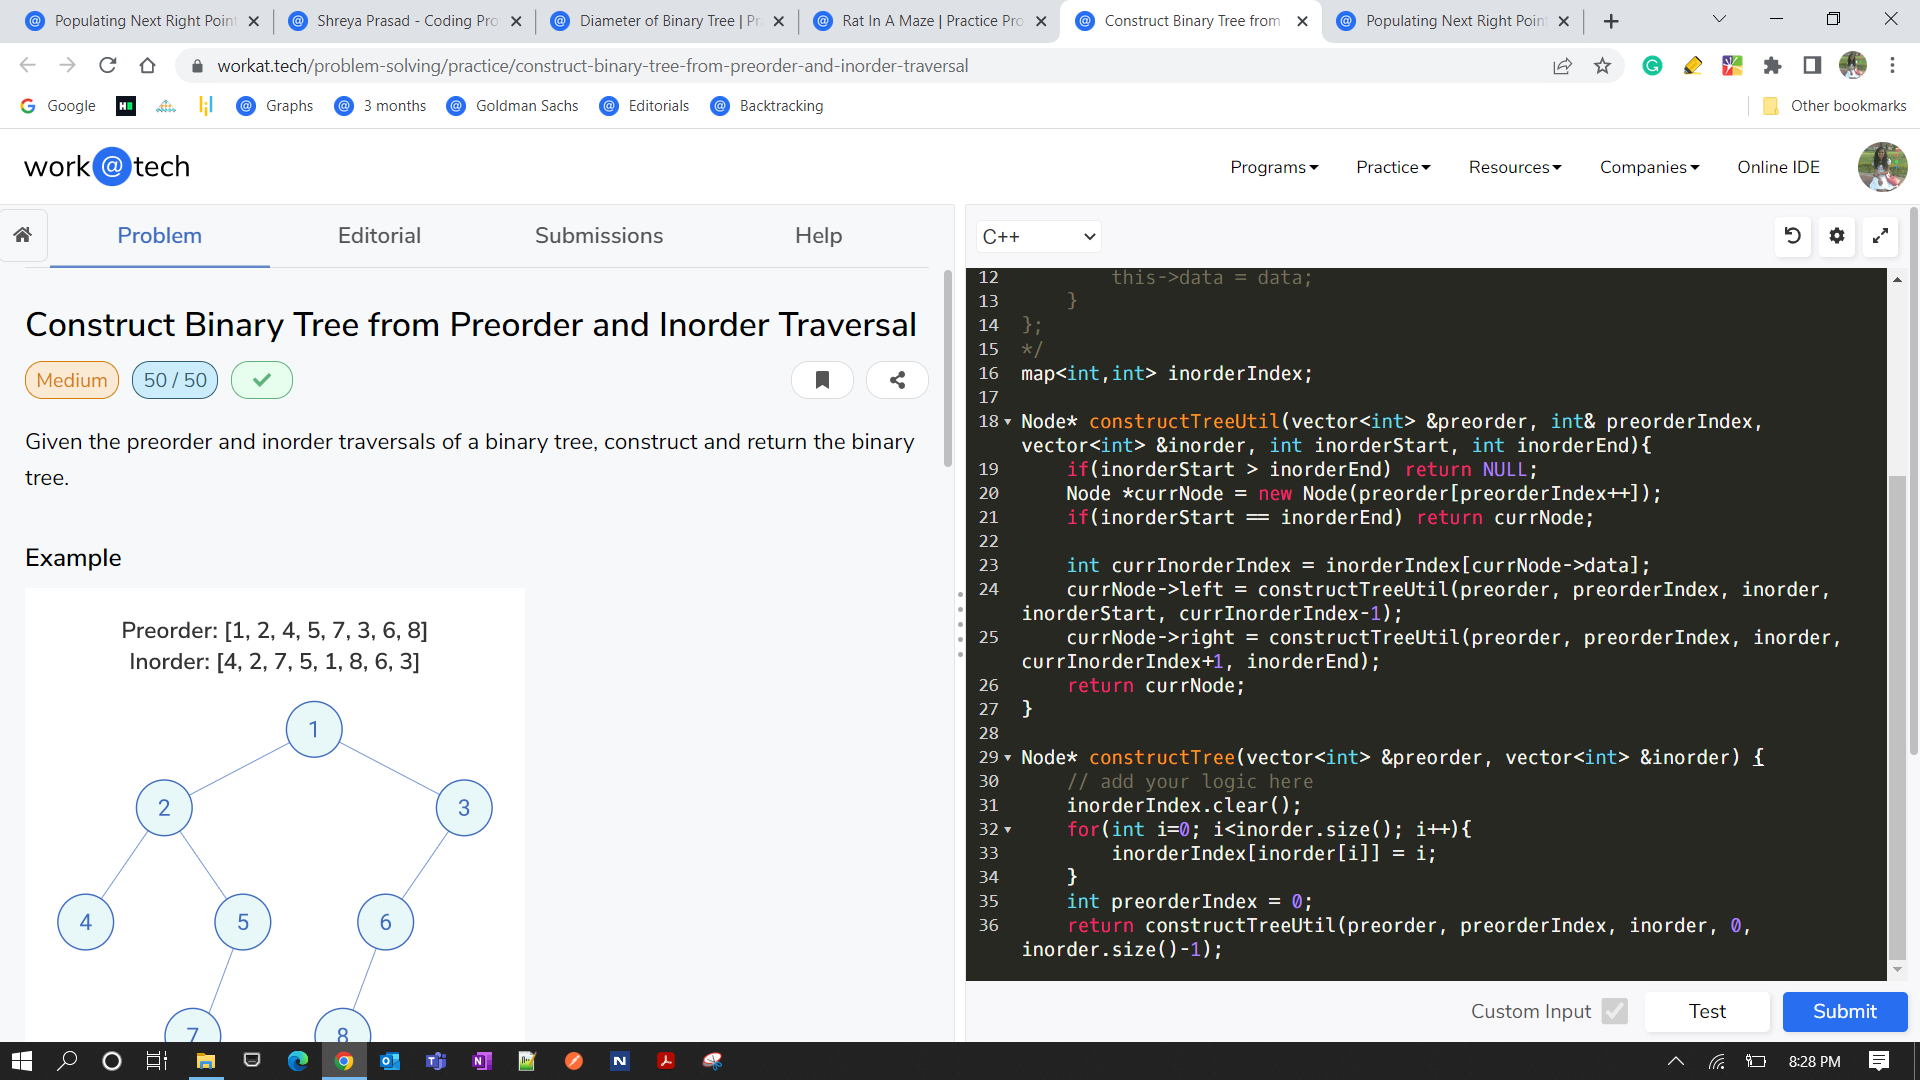 Populating Next Right Point
Shreya Prasad - Coding Pro
Diameter of Binary Tree | Pr
Rat In A Maze | Practice Pro
Construct Binary Tree from
Populating Next Right Point
workat.tech/problem-solving/practice/construct-binary-tree-from-preorder-and-inorder-traversal
Google
Graphs
3 months
Goldman Sachs
Editorials
Backtracking
Other bookmarks
work@tech
Programs
Practice
Resources
Companies
Online IDE
Problem
Editorial
Submissions
Help
Construct Binary Tree from Preorder and Inorder Traversal
Medium
50 / 50
Given the preorder and inorder traversals of a binary tree, construct and return the binary
tree.
Example
Preorder: [1, 2, 4, 5, 7, 3, 6, 8]
Inorder: [4, 2, 7, 5, 1, 8, 6, 3]
1
2
3
4
5
6
7
8
C++
12 this->data = data;
13 }
14 };
15 */
16 map<int,int> inorderIndex;
17
18 Node* constructTreeUtil(vector<int> &preorder, int& preorderIndex,
vector<int> &inorder, int inorderStart, int inorderEnd){
19 if(inorderStart > inorderEnd) return NULL;
20 Node *currNode = new Node(preorder[preorderIndex++]);
21 if(inorderStart == inorderEnd) return currNode;
22
23 int currInorderIndex = inorderIndex[currNode->data];
24 currNode->left = constructTreeUtil(preorder, preorderIndex, inorder,
inorderStart, currInorderIndex-1);
25 currNode->right = constructTreeUtil(preorder, preorderIndex, inorder,
currInorderIndex+1, inorderEnd);
26 return currNode;
27 }
28
29 Node* constructTree(vector<int> &preorder, vector<int> &inorder) {
30 // add your logic here
31 inorderIndex.clear();
32 for(int i=0; i<inorder.size(); i++){
33 inorderIndex[inorder[i]] = i;
34 }
35 int preorderIndex = 0;
36 return constructTreeUtil(preorder, preorderIndex, inorder, 0,
inorder.size()-1);
Custom Input
Test
Submit
8:28 PM